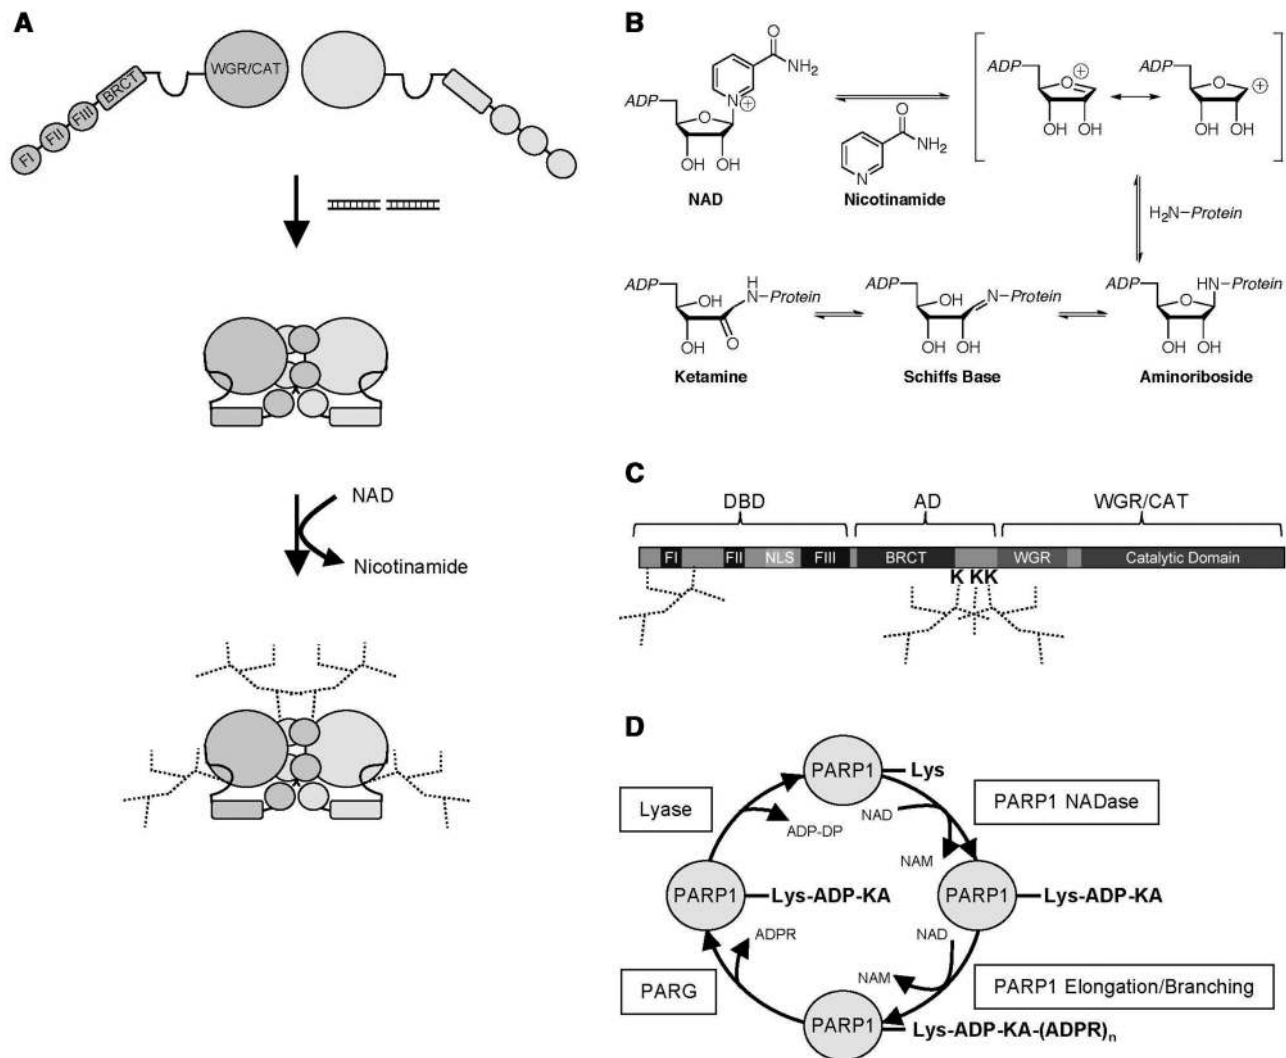 A
WGR/CAT
BRCT
FIII
FII
FI
NAD
Nicotinamide
B
O
NH2
N
⊕
ADP
O
OH OH
NAD
O
NH2
N
Nicotinamide
ADP
O
⊕
OH OH
ADP
O
⊕
OH OH
H2N–Protein
ADP
OH
H
N–Protein
O
OH
Ketamine
ADP
OH
N–Protein
OH OH
Schiffs Base
ADP
O
HN–Protein
OH OH
Aminoriboside
C
DBD AD WGR/CAT
FI FII NLS FIII BRCT WGR Catalytic Domain
K KK
D
PARP1 Lys
PARP1 NADase
Lyase
ADP-DP
NAD
NAM
PARP1 Lys-ADP-KA
PARP1 Lys-ADP-KA
ADPR
NAD
NAM
PARG
PARP1 Elongation/Branching
PARP1 Lys-ADP-KA-(ADPR)n